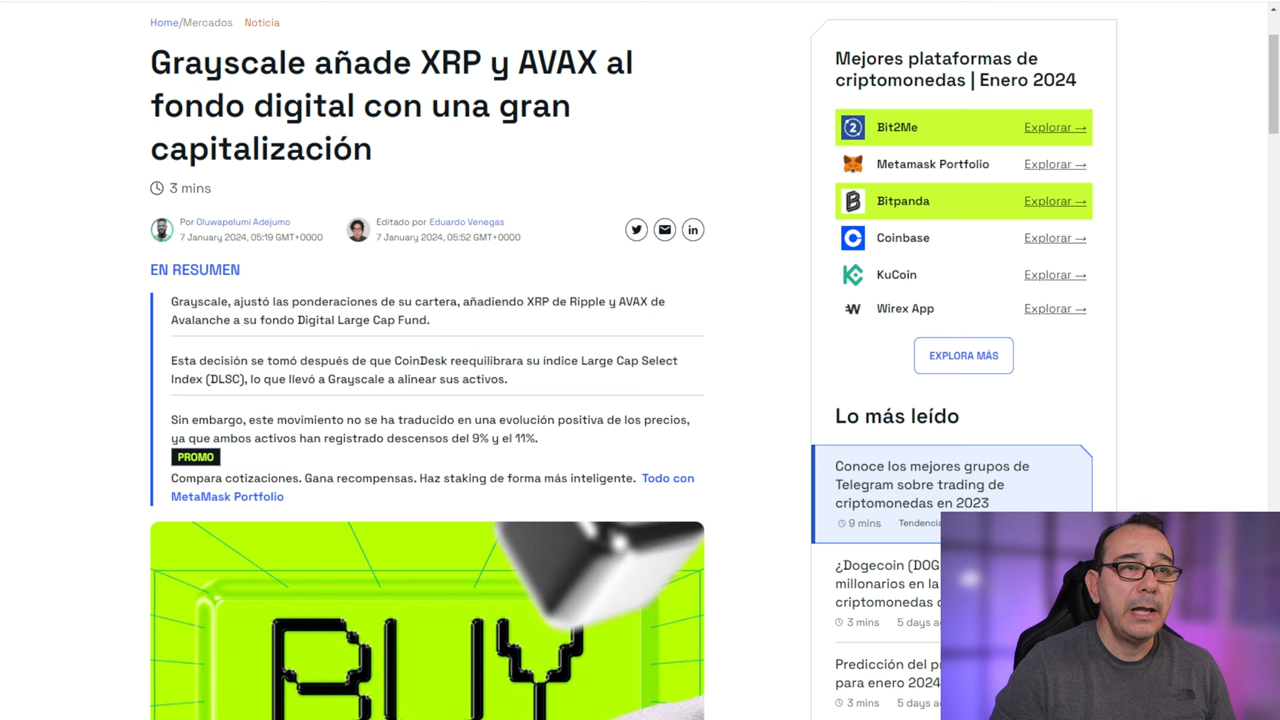 Home/Mercados Noticia
Grayscale añade XRP y AVAX al
fondo digital con una gran
capitalización
3 mins
Por Oluwapelumi Adejumo
7 January 2024, 05:19 GMT+0000
Editado por Eduardo Venegas
7 January 2024, 05:52 GMT+0000
EN RESUMEN
Grayscale, ajustó las ponderaciones de su cartera, añadiendo XRP de Ripple y AVAX de
Avalanche a su fondo Digital Large Cap Fund.
Esta decisión se tomó después de que CoinDesk reequilibrara su índice Large Cap Select
Index (DLSC), lo que llevó a Grayscale a alinear sus activos.
Sin embargo, este movimiento no se ha traducido en una evolución positiva de los precios,
ya que ambos activos han registrado descensos del 9% y el 11%.
PROMO
Compara cotizaciones. Gana recompensas. Haz staking de forma más inteligente. Todo con
MetaMask Portfolio
BUY
Mejores plataformas de
criptomonedas | Enero 2024
Bit2Me Explorar →
Metamask Portfolio Explorar →
Bitpanda Explorar →
Coinbase Explorar →
KuCoin Explorar →
Wirex App Explorar →
EXPLORA MÁS
Lo más leído
Conoce los mejores grupos de
Telegram sobre trading de
criptomonedas en 2023
9 mins Tendencia
¿Dogecoin (DOG
millonarios en la
criptomonedas
3 mins 5 days
Predicción del
para enero 2024
3 mins 5 days